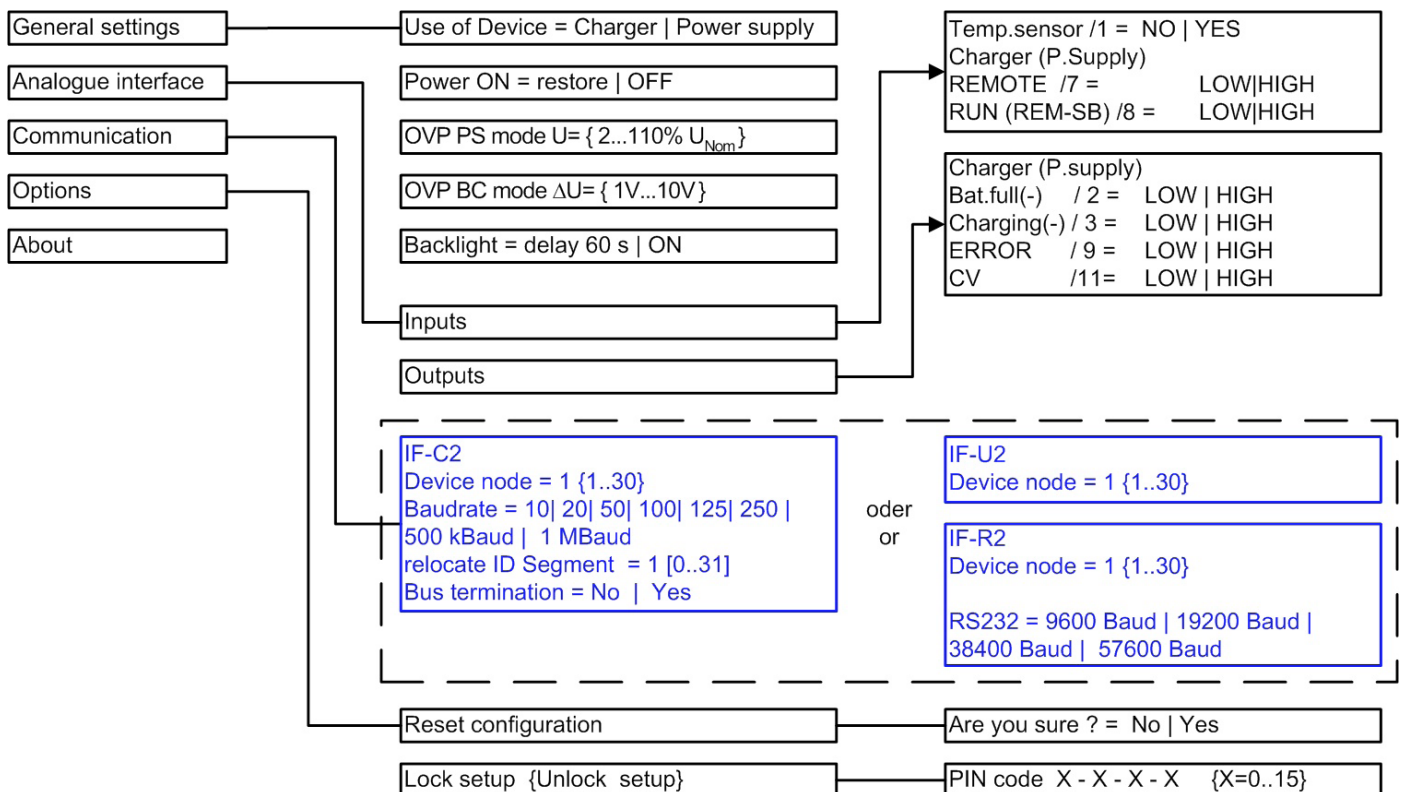 General settings
Analogue interface
Communication
Options
About
Use of Device = Charger | Power supply
Power ON = restore | OFF
OVP PS mode U= { 2...110% UNom}
OVP BC mode ΔU= { 1V...10V}
Backlight = delay 60 s | ON
Inputs
Outputs
Temp.sensor /1 = NO | YES
Charger (P.Supply)
REMOTE /7 = LOW|HIGH
RUN (REM-SB) /8 = LOW|HIGH
Charger (P.supply)
Bat.full(-) / 2 = LOW | HIGH
Charging(-) / 3 = LOW | HIGH
ERROR / 9 = LOW | HIGH
CV /11= LOW | HIGH
IF-C2
Device node = 1 {1..30}
Baudrate = 10| 20| 50| 100| 125| 250 |
500 kBaud | 1 MBaud
relocate ID Segment = 1 [0..31]
Bus termination = No | Yes
oder
or
IF-U2
Device node = 1 {1..30}
IF-R2
Device node = 1 {1..30}
RS232 = 9600 Baud | 19200 Baud |
38400 Baud | 57600 Baud
Reset configuration
Are you sure ? = No | Yes
Lock setup {Unlock setup}
PIN code X - X - X - X {X=0..15}